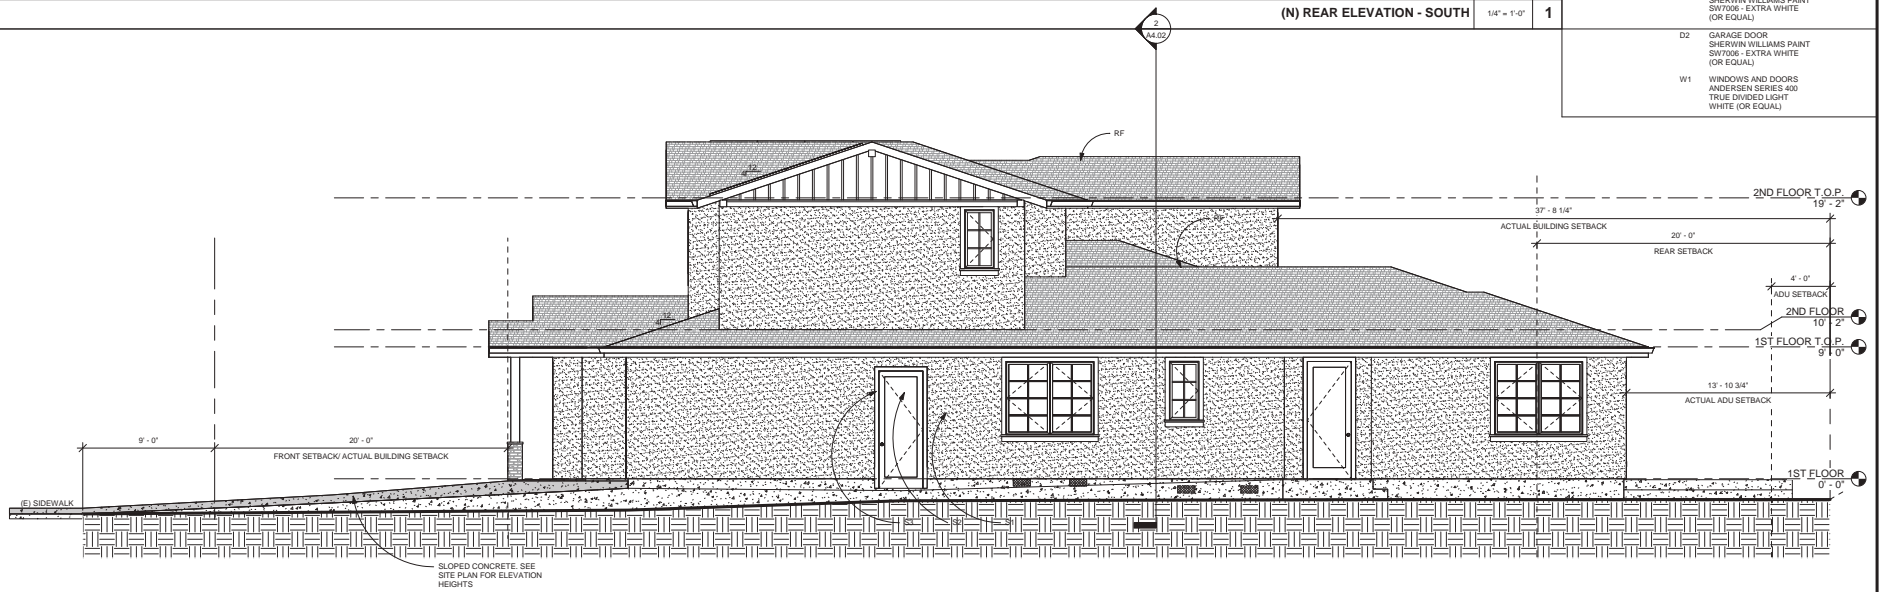 (N) REAR ELEVATION - SOUTH
1/4" = 1'-0"
1
SHERWIN WILLIAMS PAINT
SW7006 - EXTRA WHITE
(OR EQUAL)
D2 GARAGE DOOR
SHERWIN WILLIAMS PAINT
SW7006 - EXTRA WHITE
(OR EQUAL)
W1 WINDOWS AND DOORS
ANDERSEN SERIES 400
TRUE DIVIDED LIGHT
WHITE (OR EQUAL)
2
A4.02
RF
12
4
2ND FLOOR T.O.P.
19' - 2"
37' - 8 1/4"
ACTUAL BUILDING SETBACK
RF
20' - 0"
REAR SETBACK
4' - 0"
ADU SETBACK
12
4
2ND FLOOR
10' - 2"
1ST FLOOR T.O.P.
9' - 0"
13' - 10 3/4"
ACTUAL ADU SETBACK
9' - 0"
20' - 0"
FRONT SETBACK/ ACTUAL BUILDING SETBACK
1ST FLOOR
0' - 0"
(E) SIDEWALK
S3
S2
S1
SLOPED CONCRETE. SEE
SITE PLAN FOR ELEVATION
HEIGHTS